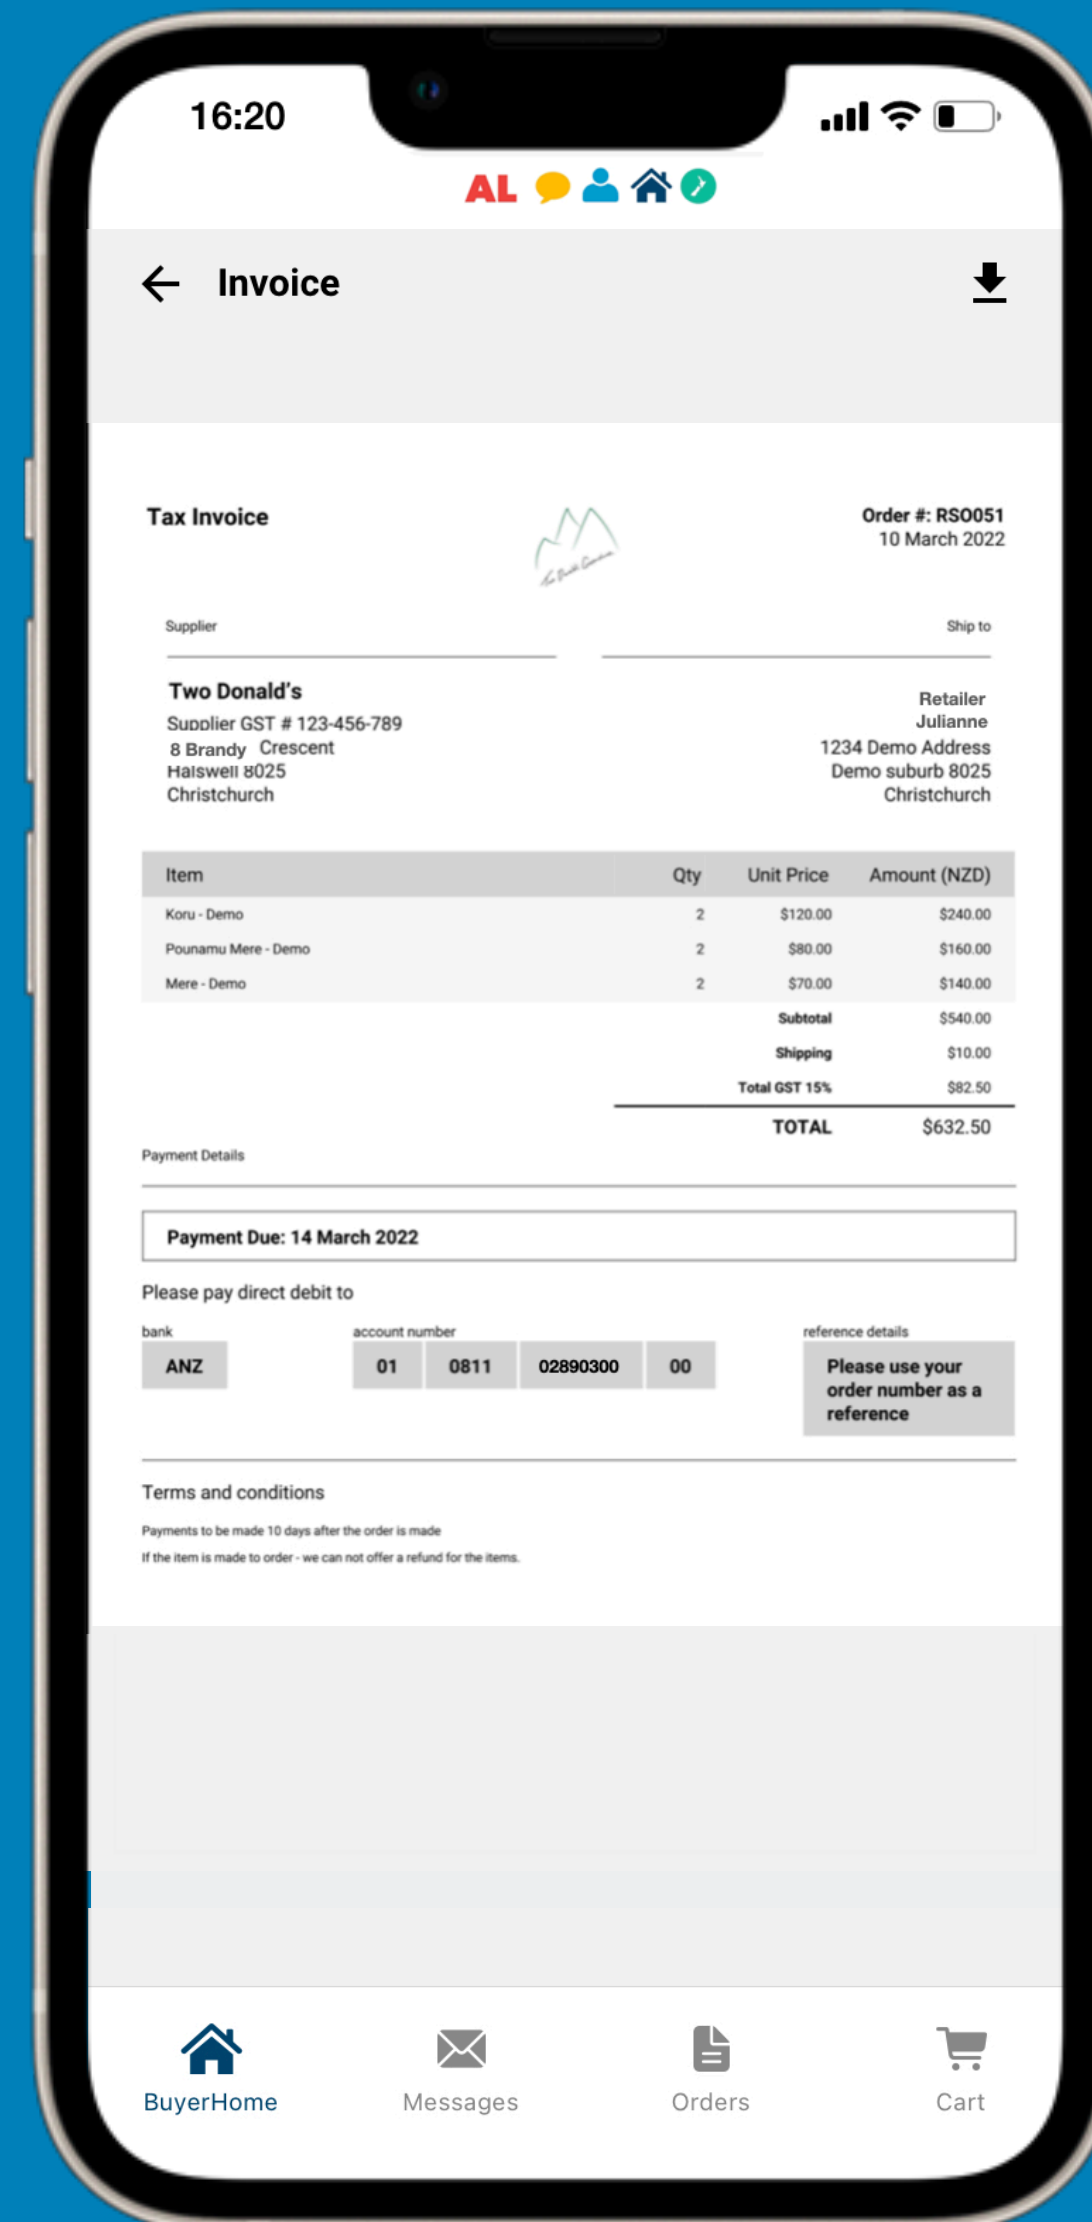 16:20
AL
Invoice
Tax Invoice
Order #: RSO051
10 March 2022
Supplier
Ship to
Two Donald's
Supplier GST # 123-456-789
8 Brandy Crescent
Halswell 8025
Christchurch
Retailer
Julianne
1234 Demo Address
Demo suburb 8025
Christchurch
Item Qty Unit Price Amount (NZD)
Koru - Demo 2 $120.00 $240.00
Pounamu Mere - Demo 2 $80.00 $160.00
Mere - Demo 2 $70.00 $140.00
Subtotal $540.00
Shipping $10.00
Total GST 15% $82.50
TOTAL $632.50
Payment Details
Payment Due: 14 March 2022
Please pay direct debit to
bank account number reference details
ANZ 01 0811 02890300 00
Please use your
order number as a
reference
Terms and conditions
Payments to be made 10 days after the order is made
If the item is made to order - we can not offer a refund for the items.
BuyerHome Messages Orders Cart